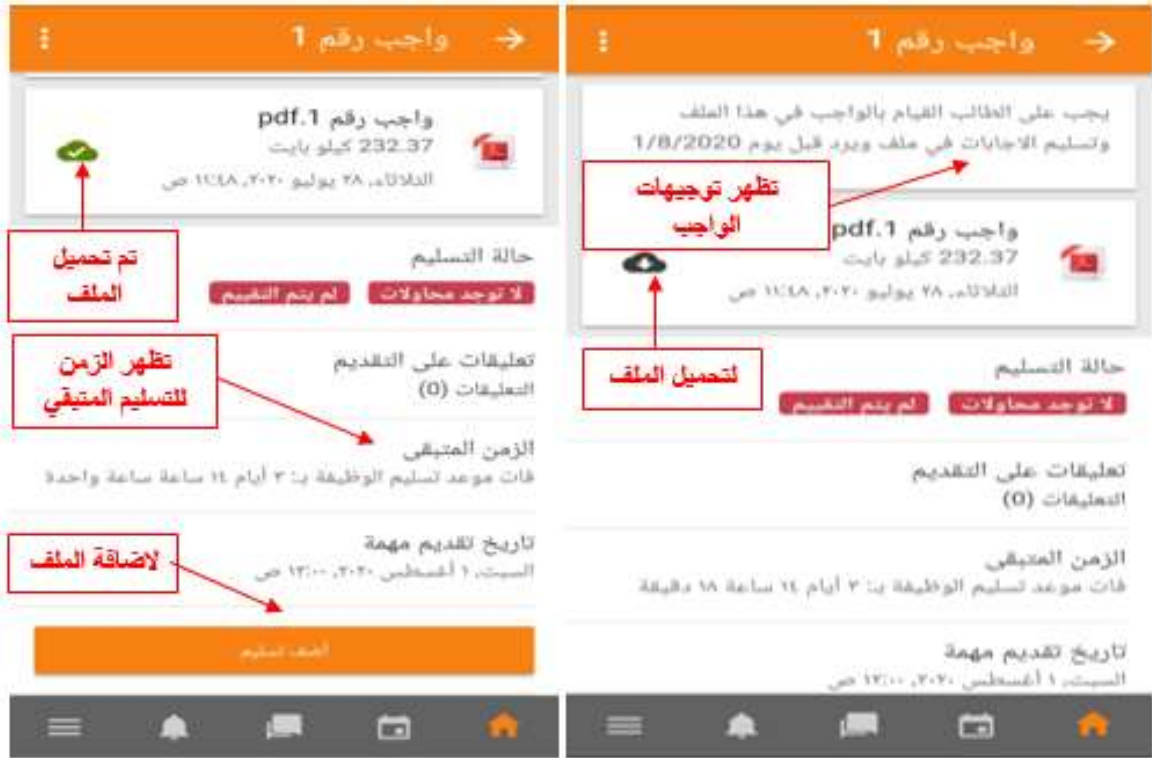 واجب رقم 1
يجب على الطالب القيام بالواجب في هذا الملف
وتسليم الاجابات في ملف ويرد قبل يوم 1/8/2020
تظهر توجيهات
الواجب
واجب رقم 1.pdf
232.37 كيلو بايت
الثلاثاء, ٢٨ يوليو ٢٠٢٠, ١١:٤٨ ص
لتحميل الملف
حالة التسليم
لا توجد محاولات لم يتم التقييم
تعليقات على التقديم
التعليقات (0)
الزمن المتبقى
فات موعد تسليم الوظيفة بـ: ٣ أيام ١٤ ساعة ١٨ دقيقة
تاريخ تقديم مهمة
السبت, ١ أغسطس ٢٠٢٠, ١٢:٠٠ ص
واجب رقم 1
واجب رقم 1.pdf
232.37 كيلو بايت
الثلاثاء, ٢٨ يوليو ٢٠٢٠, ١١:٤٨ ص
تم تحميل
الملف
حالة التسليم
لا توجد محاولات لم يتم التقييم
تعليقات على التقديم
التعليقات (0)
تظهر الزمن
للتسليم المتبقي
الزمن المتبقى
فات موعد تسليم الوظيفة بـ: ٣ أيام ١٤ ساعة ساعة واحدة
تاريخ تقديم مهمة
السبت, ١ أغسطس ٢٠٢٠, ١٢:٠٠ ص
لاضافة الملف
أضف تسليم